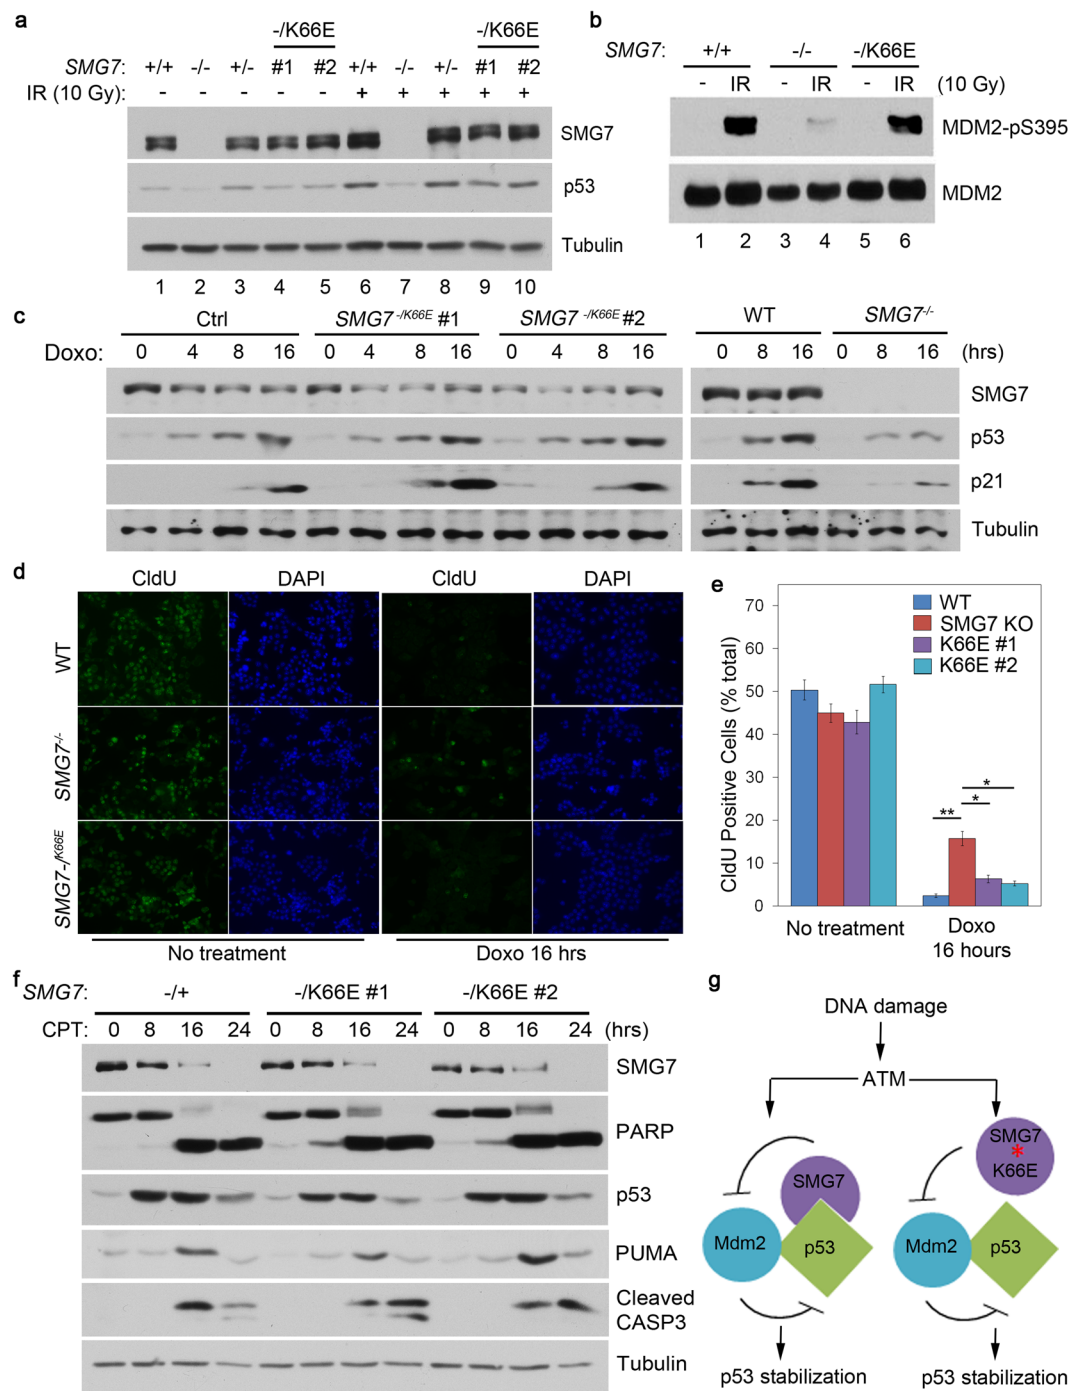 a
-/K66E
-/K66E
SMG7: +/+ -/- +/- #1 #2 +/+ -/- +/- #1 #2
IR (10 Gy): - - - - - + + + + +
SMG7
p53
Tubulin
1 2 3 4 5 6 7 8 9 10
b
SMG7: +/+ -/- -/K66E
- IR - IR - IR (10 Gy)
MDM2-pS395
MDM2
1 2 3 4 5 6
c
Ctrl SMG7-/K66E #1 SMG7-/K66E #2 WT SMG7-/-
Doxo: 0 4 8 16 0 4 8 16 0 4 8 16 0 8 16 0 8 16 (hrs)
SMG7
p53
p21
Tubulin
d
CldU DAPI CldU DAPI
WT
SMG7-/-
SMG7-/K66E
No treatment Doxo 16 hrs
e
CldU Positive Cells (% total)
70
60
50
40
30
20
10
0
WT
SMG7 KO
K66E #1
K66E #2
*
*
**
No treatment Doxo
16 hours
f
SMG7: -/+ -/K66E #1 -/K66E #2
CPT: 0 8 16 24 0 8 16 24 0 8 16 24 (hrs)
SMG7
PARP
p53
PUMA
Cleaved
CASP3
Tubulin
g
DNA damage
ATM
SMG7
Mdm2 p53
p53 stabilization
SMG7
*
K66E
Mdm2 p53
p53 stabilization